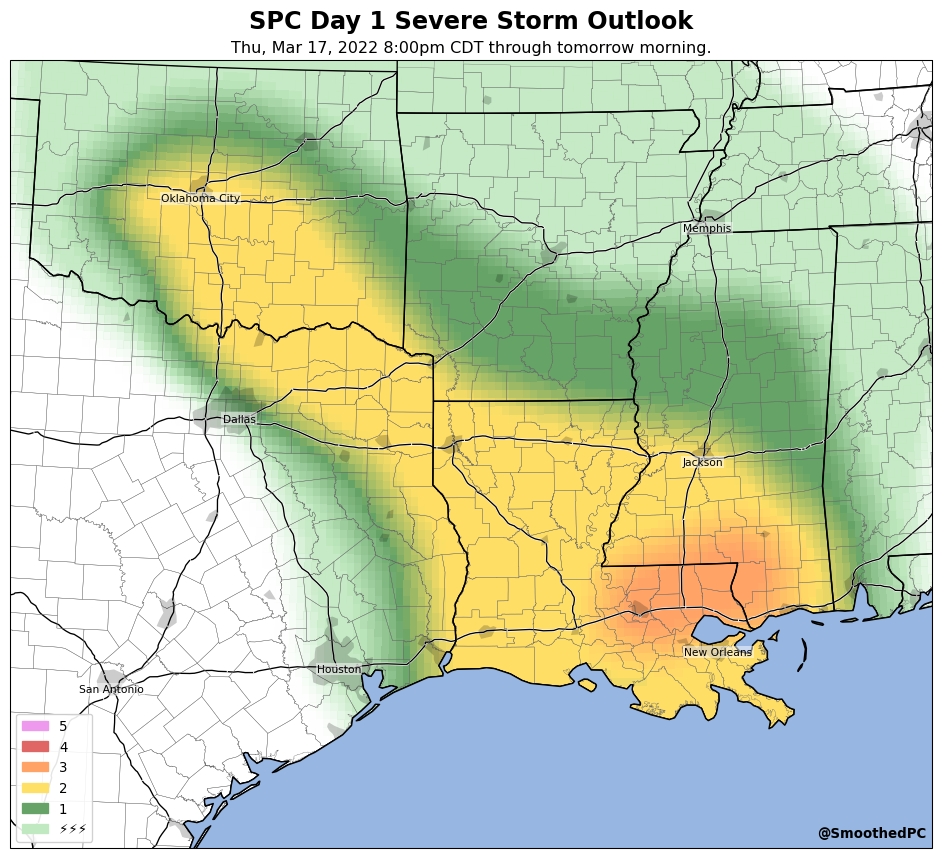 SPC Day 1 Severe Storm Outlook
Thu, Mar 17, 2022 8:00pm CDT through tomorrow morning.
Oklahoma City
Memphis
Dallas
Jackson
New Orleans
Houston
San Antonio
5
4
3
2
1
⚡⚡⚡
@SmoothedPC